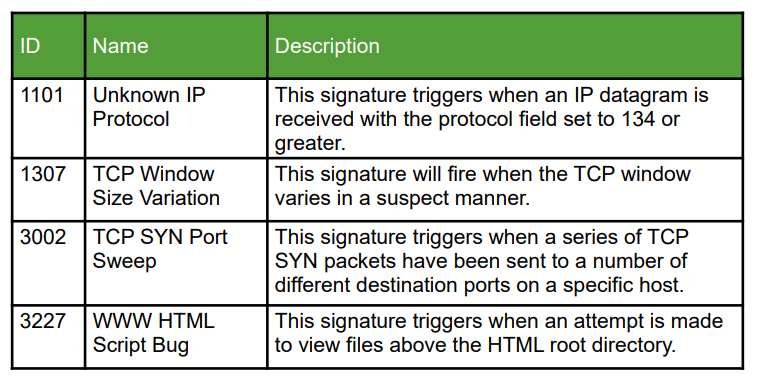 ID Name Description
1101 Unknown IP This signature triggers when an IP datagram is
Protocol received with the protocol field set to 134 or
greater.
1307 TCP Window This signature will fire when the TCP window
Size Variation varies in a suspect manner.
3002 TCP SYN Port This signature triggers when a series of TCP
Sweep SYN packets have been sent to a number of
different destination ports on a specific host.
3227 WWW HTML This signature triggers when an attempt is made
Script Bug to view files above the HTML root directory.